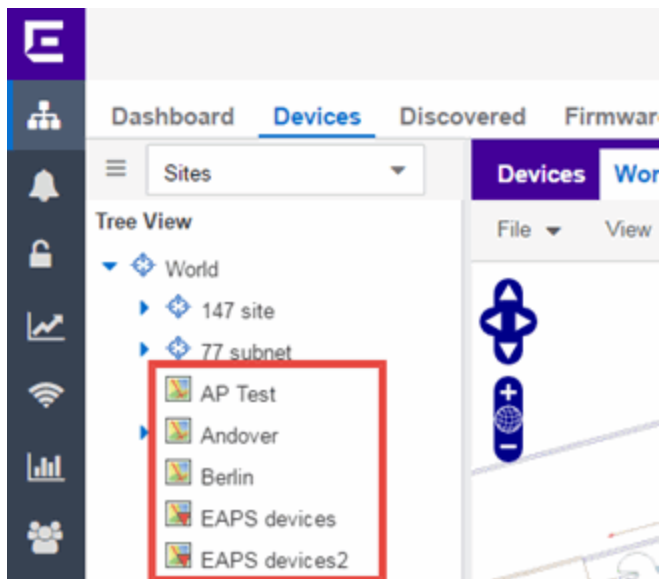 Dashboard Devices Discovered Firmwar
Sites
Devices Wor
Tree View
File View
World
147 site
77 subnet
AP Test
Andover
Berlin
EAPS devices
EAPS devices2